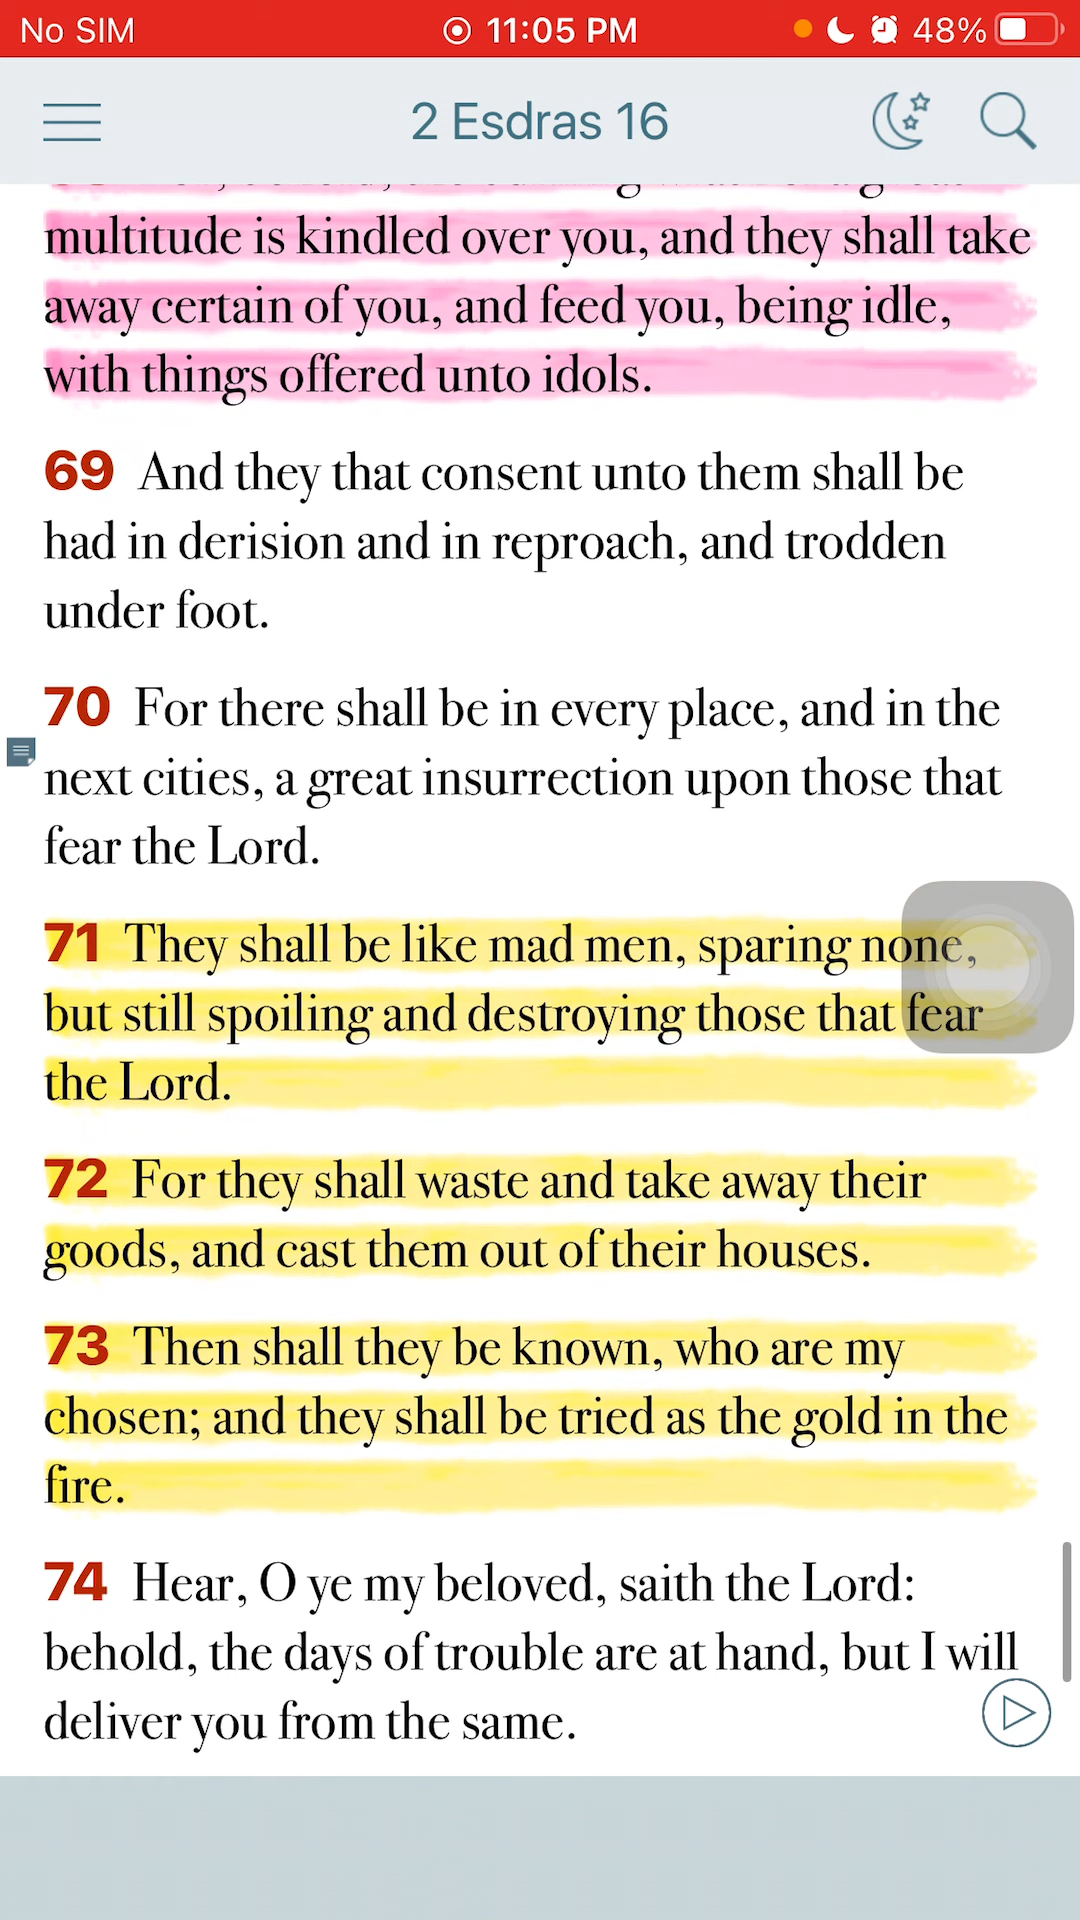 No SIM 11:05 PM 48%
2 Esdras 16
multitude is kindled over you, and they shall take
away certain of you, and feed you, being idle,
with things offered unto idols.
69 And they that consent unto them shall be
had in derision and in reproach, and trodden
under foot.
70 For there shall be in every place, and in the
next cities, a great insurrection upon those that
fear the Lord.
71 They shall be like mad men, sparing none,
but still spoiling and destroying those that fear
the Lord.
72 For they shall waste and take away their
goods, and cast them out of their houses.
73 Then shall they be known, who are my
chosen; and they shall be tried as the gold in the
fire.
74 Hear, O ye my beloved, saith the Lord:
behold, the days of trouble are at hand, but I will
deliver you from the same.